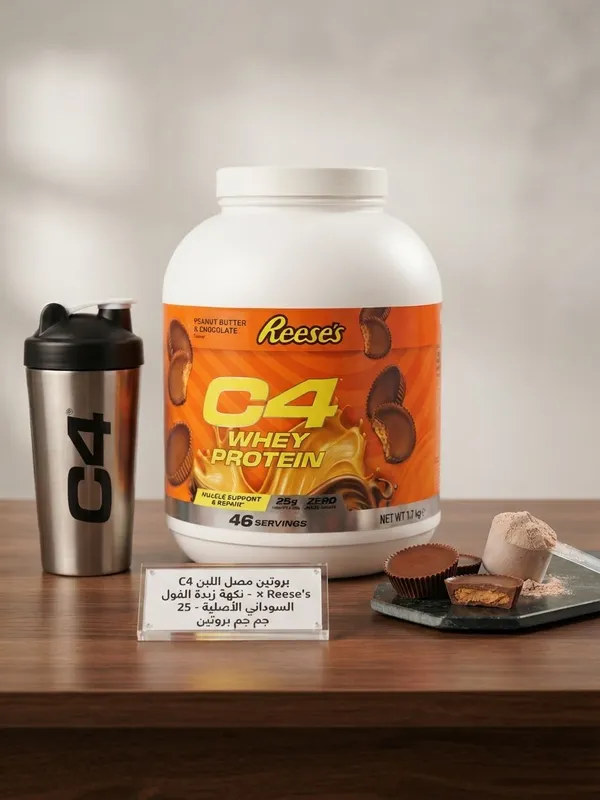 PEANUT BUTTER
& CHOCOLATE
Reese's
C4
WHEY
PROTEIN
MUSCLE SUPPORT
& REPAIR*
25g
ZERO
46 SERVINGS
NET WT 1.7 kg
C4
بروتين مصل اللبن C4
× Reese's - نكهة زبدة الفول
السوداني الأصلية - 25
جم جم بروتين